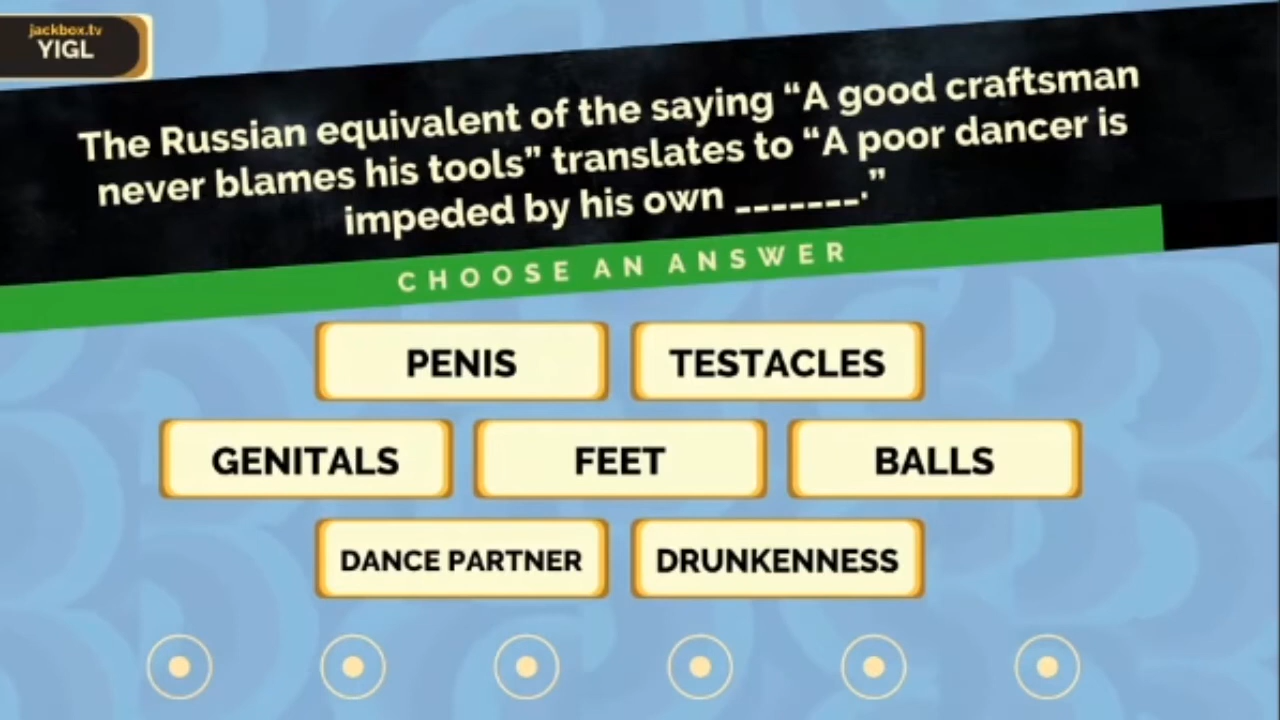 jackbox.tv
YIGL
The Russian equivalent of the saying “A good craftsman
never blames his tools” translates to “A poor dancer is
impeded by his own _______.”
CHOOSE AN ANSWER
PENIS
TESTACLES
GENITALS
FEET
BALLS
DANCE PARTNER
DRUNKENNESS